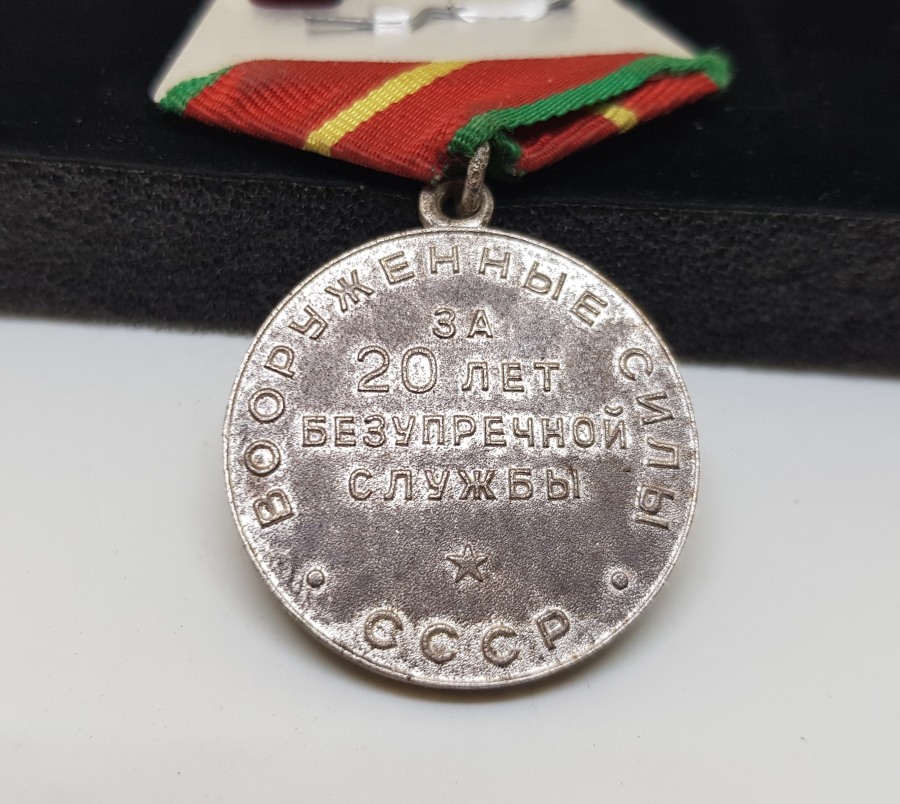 ВООРУЖЕННЫЕ СИЛЫ
ЗА
20 ЛЕТ
БЕЗУПРЕЧНОЙ
СЛУЖБЫ
СССР